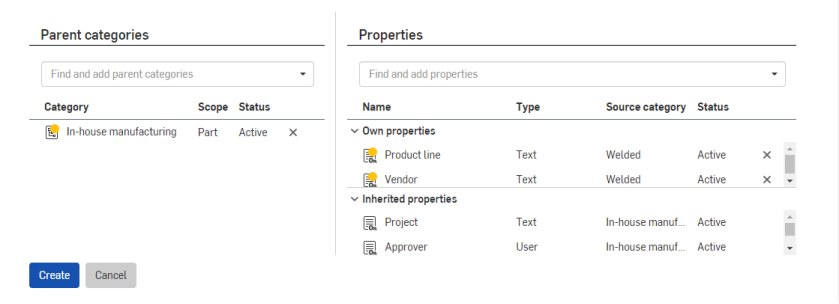 Parent categories
Find and add parent categories
Category Scope Status
In-house manufacturing Part Active
Properties
Find and add properties
Name Type Source category Status
Own properties
Product line Text Welded Active
Vendor Text Welded Active
Inherited properties
Project Text In-house manuf... Active
Approver User In-house manuf... Active
Create Cancel